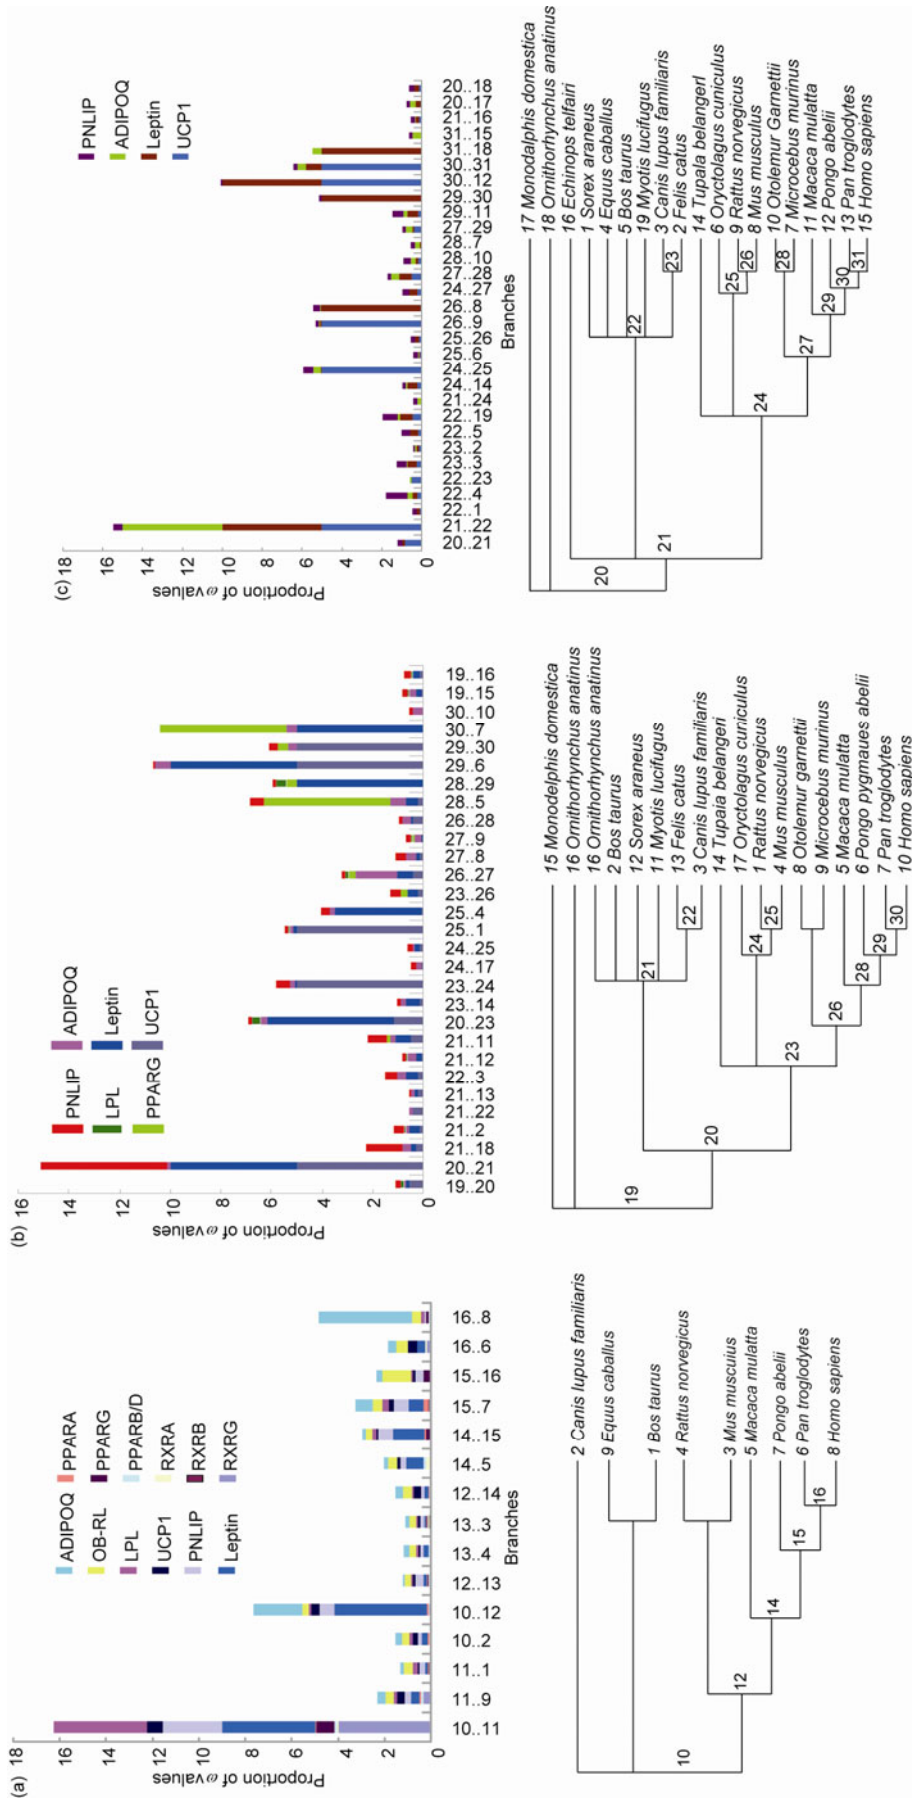 (a)
Proportion of ω values
18
16
14
12
10
8
6
4
2
0
ADIPOQ
OB-RL
LPL
UCP1
PNLIP
Leptin
PPARA
PPARG
PPARB/D
RXRA
RXRB
RXRG
10..11
11..9
11..1
10..2
10..12
12..13
13..4
13..3
12..14
14..5
14..15
15..7
15..16
16..6
16..8
Branches
2 Canis lupus familiaris
9 Equus caballus
1 Bos taurus
4 Rattus norvegicus
3 Mus muscuius
5 Macaca mulatta
7 Pongo abelii
6 Pan troglodytes
8 Homo sapiens
10
12
14
15
16
(b)
Proportion of ω values
16
14
12
10
8
6
4
2
0
PNLIP
LPL
PPARG
ADIPOQ
Leptin
UCP1
19..20
20..21
21..18
21..2
21..22
21..13
22..3
21..12
21..11
20..23
23..14
23..24
24..17
24..25
25..1
25..4
23..26
26..27
27..8
27..9
26..28
28..5
28..29
29..6
29..30
30..7
30..10
19..15
19..16
15 Monodelphis domestica
16 Ornithorhynchus anatinus
16 Ornithorhynchus anatinus
2 Bos taurus
12 Sorex araneus
11 Myotis lucifugus
13 Felis catus
3 Canis lupus familiaris
14 Tupaia belangeri
17 Oryctolagus cuniculus
1 Rattus norvegicus
4 Mus musculus
8 Otolemur garnettii
9 Microcebus murinus
5 Macaca mulatta
6 Pongo pygmaues abelii
7 Pan troglodytes
10 Homo sapiens
19
20
21
22
23
24
25
26
28
29
30
(c)
Proportion of ω values
18
16
14
12
10
8
6
4
2
0
PNLIP
ADIPOQ
Leptin
UCP1
20..21
21..22
22..1
22..4
22..23
23..3
23..2
22..5
22..19
21..24
24..14
24..25
25..6
25..26
26..9
26..8
24..27
27..28
28..10
28..7
27..29
29..11
29..30
30..12
30..31
31..18
31..15
21..16
20..17
20..18
Branches
17 Monodalphis domestica
18 Ornithorhynchus anatinus
16 Echinops telfairi
1 Sorex araneus
4 Equus caballus
5 Bos taurus
19 Myotis lucifugus
3 Canis lupus familiaris
2 Felis catus
14 Tupala belangerl
6 Oryctolagus cuniculus
9 Rattus norvegicus
8 Mus musculus
10 Otolemur Garnettii
7 Microcebus murinus
11 Macaca mulatta
12 Pongo abelii
13 Pan troglodytes
15 Homo sapiens
20
21
22
23
24
25
26
27
28
29
30
31